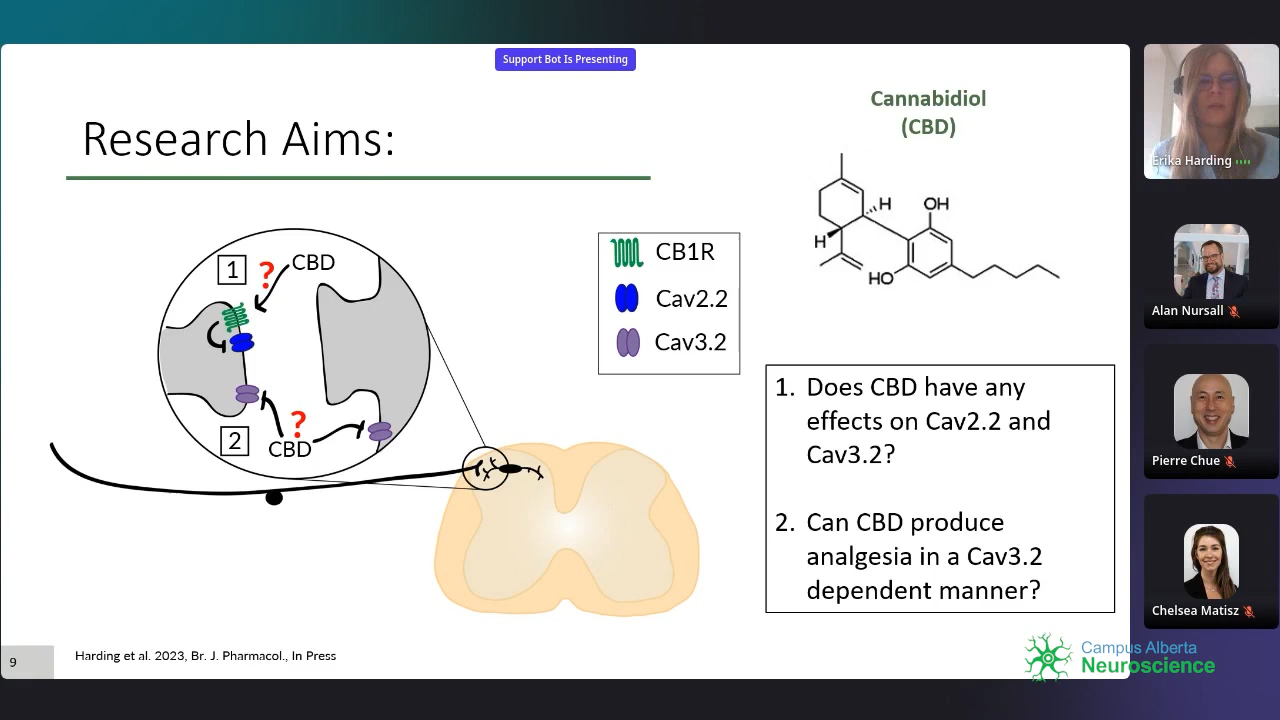 Support Bot Is Presenting
Research Aims:
Cannabidiol
(CBD)
H
OH
H
HO
1
?
CBD
?
2
CBD
CB1R
Cav2.2
Cav3.2
1. Does CBD have any
effects on Cav2.2 and
Cav3.2?
2. Can CBD produce
analgesia in a Cav3.2
dependent manner?
9
Harding et al. 2023, Br. J. Pharmacol., In Press
Campus Alberta
Neuroscience
Erika Harding
Alan Nursall
Pierre Chue
Chelsea Matisz